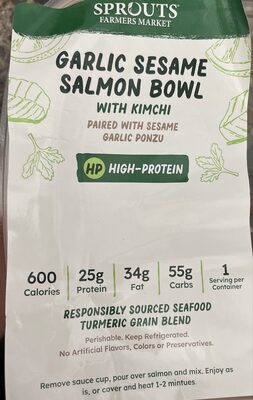 SPROUTS
FARMERS MARKET
GARLIC SESAME
SALMON BOWL
WITH KIMCHI
PAIRED WITH SESAME
GARLIC PONZU
HP HIGH-PROTEIN
600 25g 34g 55g 1
Calories Protein Fat Carbs Serving per
Container
RESPONSIBLY SOURCED SEAFOOD
TURMERIC GRAIN BLEND
Perishable. Keep Refrigerated.
No Artificial Flavors, Colors or Preservatives.
Remove sauce cup, pour over salmon and mix. Enjoy as
is, or cover and heat 1-2 mintues.